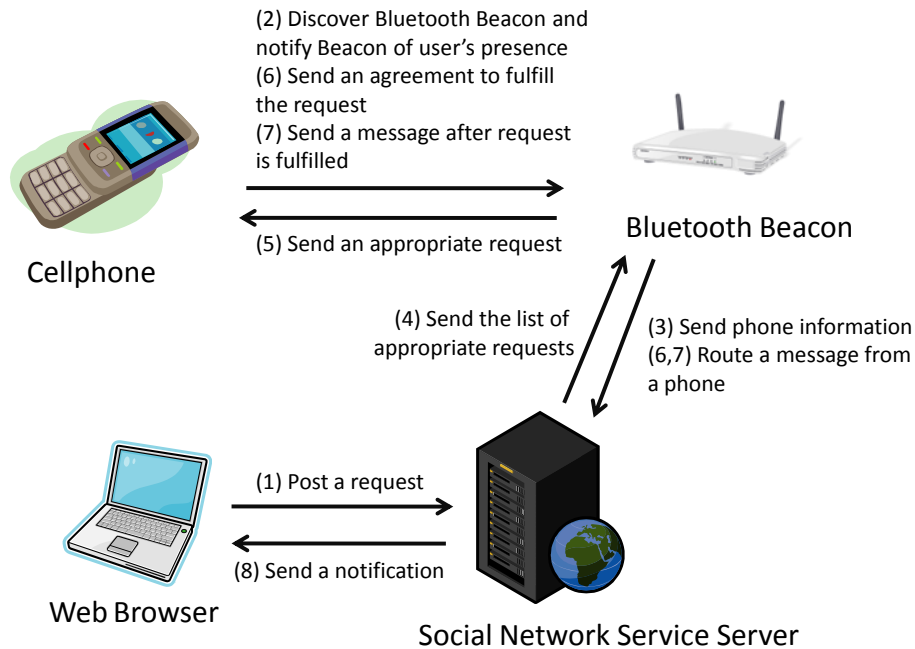 (2) Discover Bluetooth Beacon and
notify Beacon of user's presence
(6) Send an agreement to fulfill
the request
(7) Send a message after request
is fulfilled
(5) Send an appropriate request
Cellphone
Bluetooth Beacon
(4) Send the list of
appropriate requests
(3) Send phone information
(6,7) Route a message from
a phone
(1) Post a request
(8) Send a notification
Web Browser
Social Network Service Server